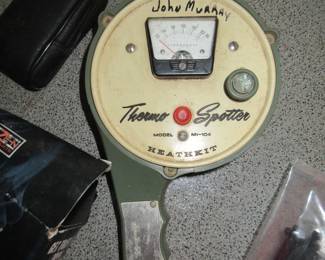 John Murray
Thermo Spotter
MODEL MI-104
HEATHKIT